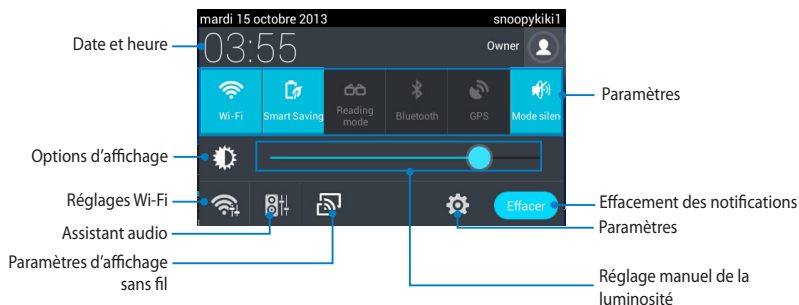 mardi 15 octobre 2013 snoopykiki1
Date et heure
03:55
Owner
Wi-Fi
Smart Saving
Reading
mode
Bluetooth
GPS
Mode silen
Paramètres
Options d'affichage
Réglages Wi-Fi
Effacer
Effacement des notifications
Assistant audio
Paramètres
Paramètres d'affichage
sans fil
Réglage manuel de la
luminosité